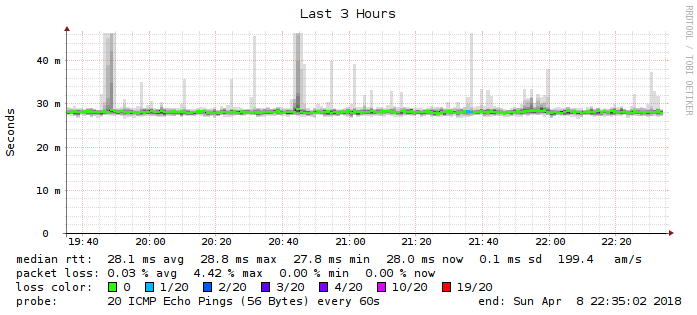 Last 3 Hours
RRDTOOL / TOBI OETIKER
Seconds
40 m
30 m
20 m
10 m
0
19:40 20:00 20:20 20:40 21:00 21:20 21:40 22:00 22:20
median rtt: 28.1 ms avg 28.8 ms max 27.8 ms min 28.0 ms now 0.1 ms sd 199.4 am/s
packet loss: 0.03 % avg 4.42 % max 0.00 % min 0.00 % now
loss color: 0 1/20 2/20 3/20 4/20 10/20 19/20
probe: 20 ICMP Echo Pings (56 Bytes) every 60s end: Sun Apr 8 22:35:02 2018